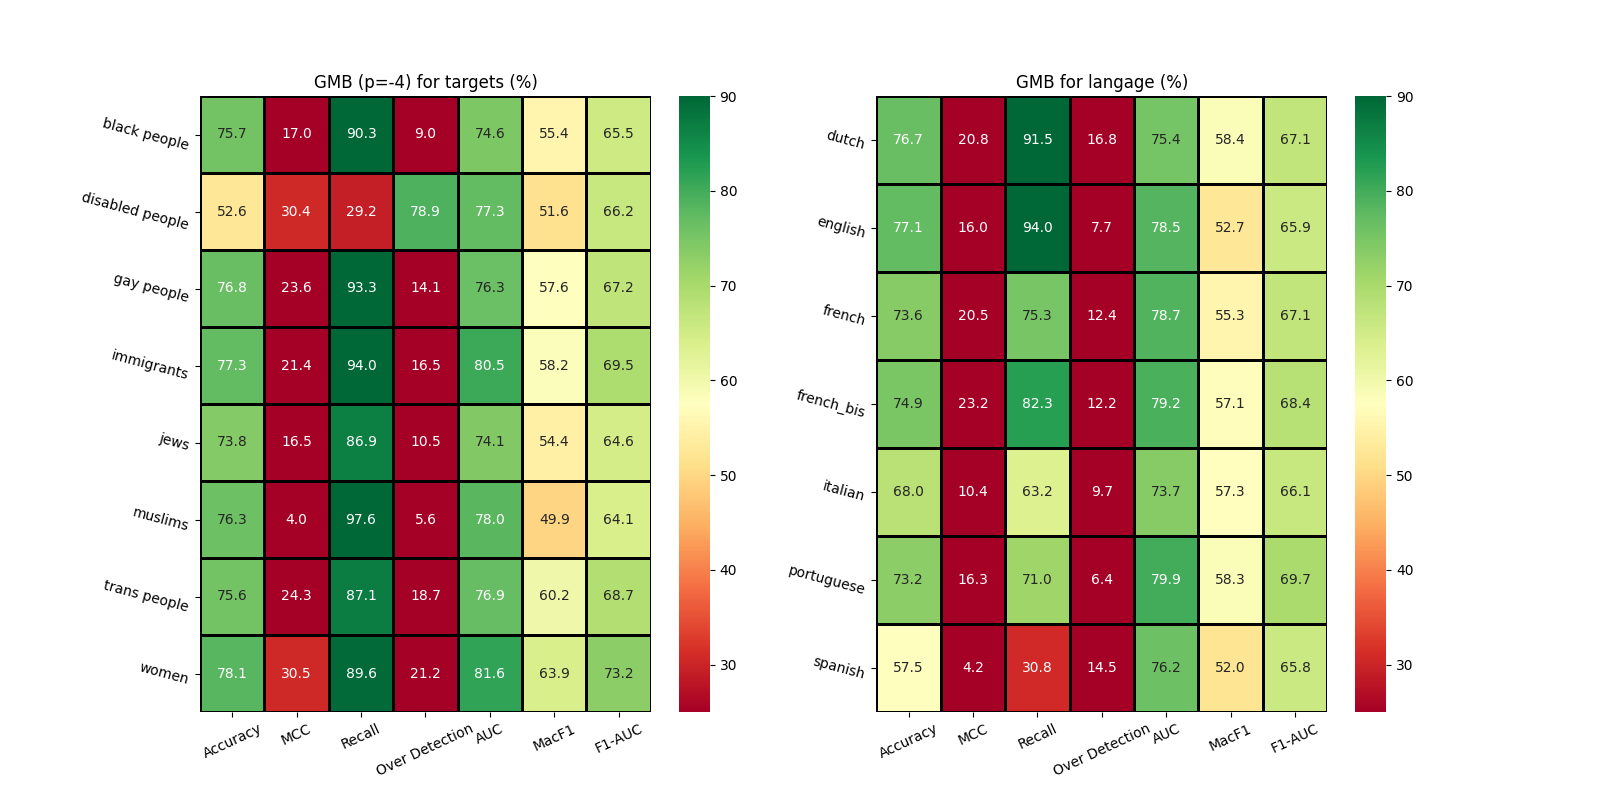 GMB (p=-4) for targets (%)
black people 75.7 17.0 90.3 9.0 74.6 55.4 65.5
disabled people 52.6 30.4 29.2 78.9 77.3 51.6 66.2
gay people 76.8 23.6 93.3 14.1 76.3 57.6 67.2
immigrants 77.3 21.4 94.0 16.5 80.5 58.2 69.5
jews 73.8 16.5 86.9 10.5 74.1 54.4 64.6
muslims 76.3 4.0 97.6 5.6 78.0 49.9 64.1
trans people 75.6 24.3 87.1 18.7 76.9 60.2 68.7
women 78.1 30.5 89.6 21.2 81.6 63.9 73.2
Accuracy MCC Recall Over Detection AUC MacF1 F1-AUC
90
80
70
60
50
40
30
GMB for langage (%)
dutch 76.7 20.8 91.5 16.8 75.4 58.4 67.1
english 77.1 16.0 94.0 7.7 78.5 52.7 65.9
french 73.6 20.5 75.3 12.4 78.7 55.3 67.1
french_bis 74.9 23.2 82.3 12.2 79.2 57.1 68.4
italian 68.0 10.4 63.2 9.7 73.7 57.3 66.1
portuguese 73.2 16.3 71.0 6.4 79.9 58.3 69.7
spanish 57.5 4.2 30.8 14.5 76.2 52.0 65.8
Accuracy MCC Recall Over Detection AUC MacF1 F1-AUC
90
80
70
60
50
40
30